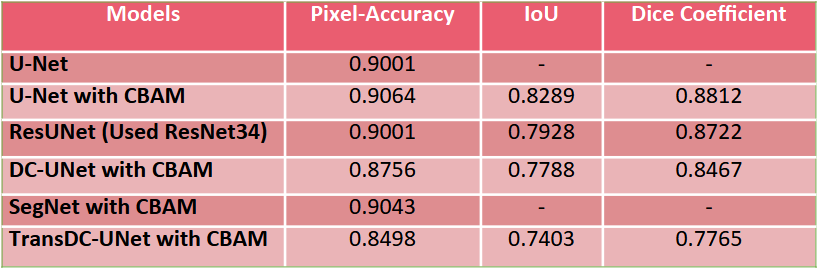 Models Pixel-Accuracy IoU Dice Coefficient
U-Net 0.9001 - -
U-Net with CBAM 0.9064 0.8289 0.8812
ResUNet (Used ResNet34) 0.9001 0.7928 0.8722
DC-UNet with CBAM 0.8756 0.7788 0.8467
SegNet with CBAM 0.9043 - -
TransDC-UNet with CBAM 0.8498 0.7403 0.7765